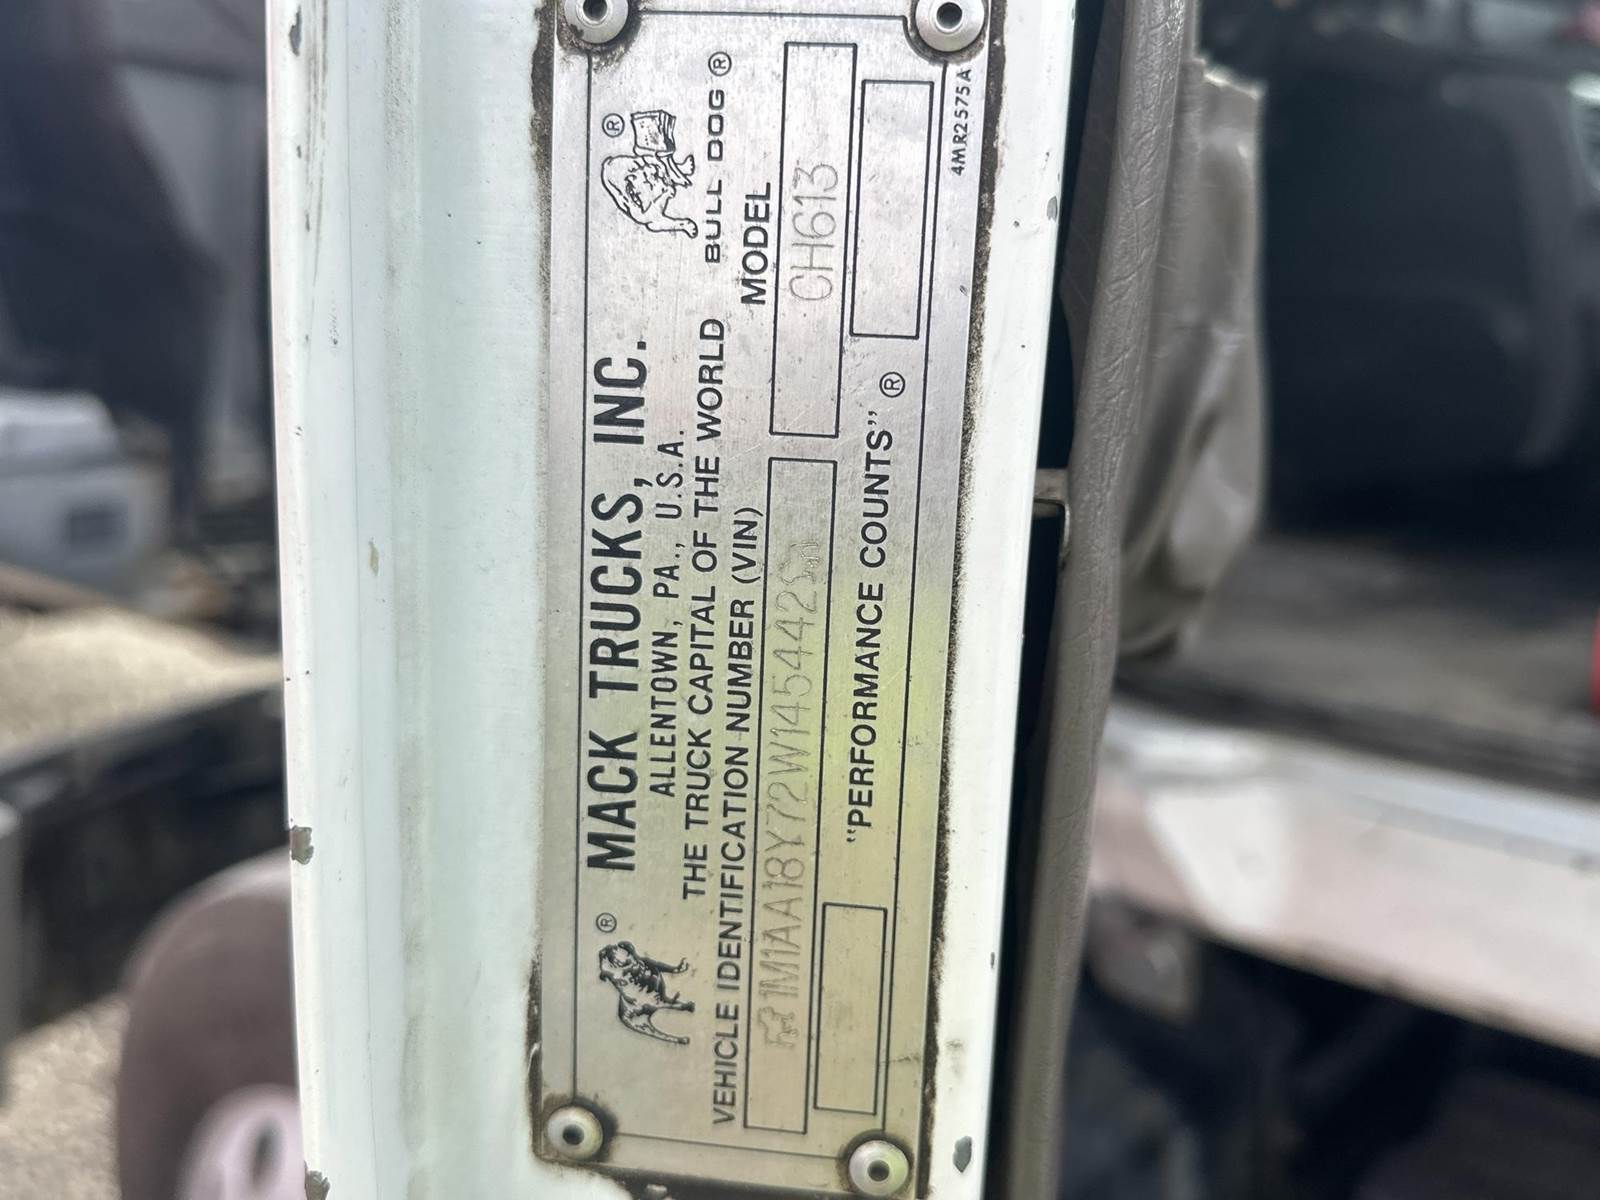 MACK TRUCKS, INC.
ALLENTOWN, PA., U.S.A.
THE TRUCK CAPITAL OF THE WORLD
BULL DOG ®
VEHICLE IDENTIFICATION NUMBER (VIN)
MODEL
1M1AA18Y72W145442
CH613
"PERFORMANCE COUNTS" ®
4MR2575A